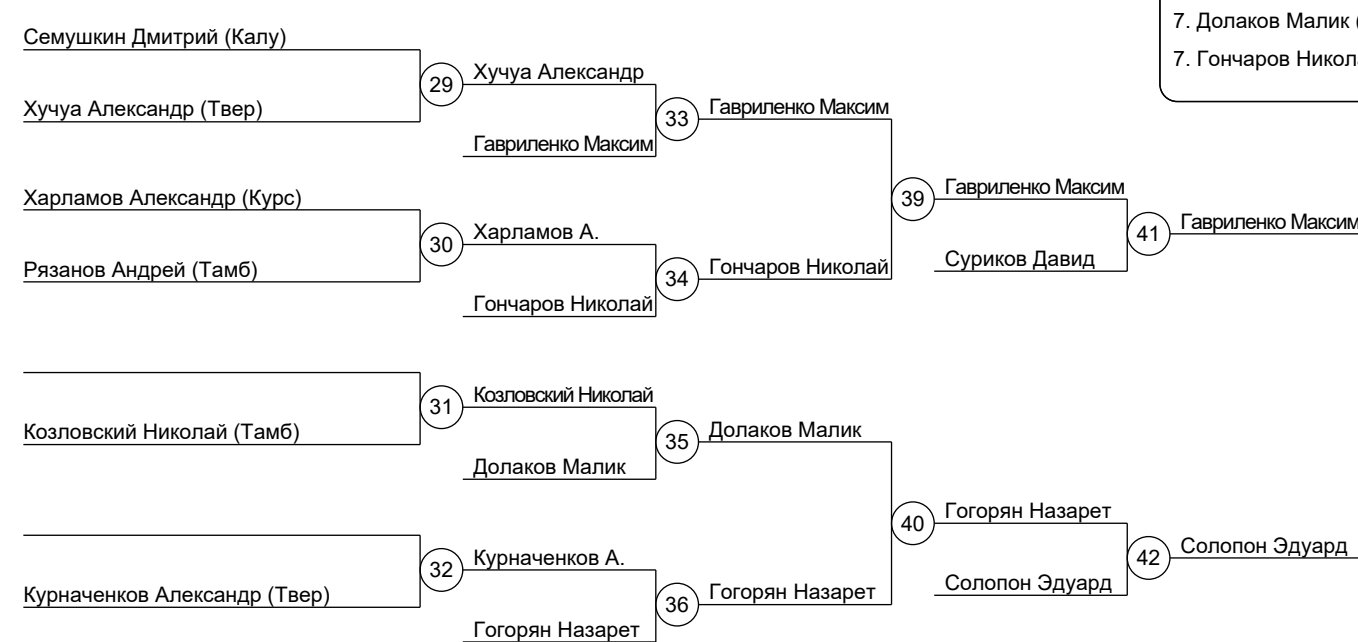 7. Долаков Малик (
7. Гончаров Никол
Семушкин Дмитрий (Калу)
29
Хучуа Александр
Хучуа Александр (Твер)
33
Гавриленко Максим
Гавриленко Максим
Харламов Александр (Курс)
39
Гавриленко Максим
30
Харламов А.
41
Гавриленко Максим
Рязанов Андрей (Тамб)
34
Гончаров Николай
Суриков Давид
Гончаров Николай
31
Козловский Николай
Козловский Николай (Тамб)
35
Долаков Малик
Долаков Малик
40
Гогорян Назарет
32
Курначенков А.
42
Солопон Эдуард
Курначенков Александр (Твер)
36
Гогорян Назарет
Солопон Эдуард
Гогорян Назарет